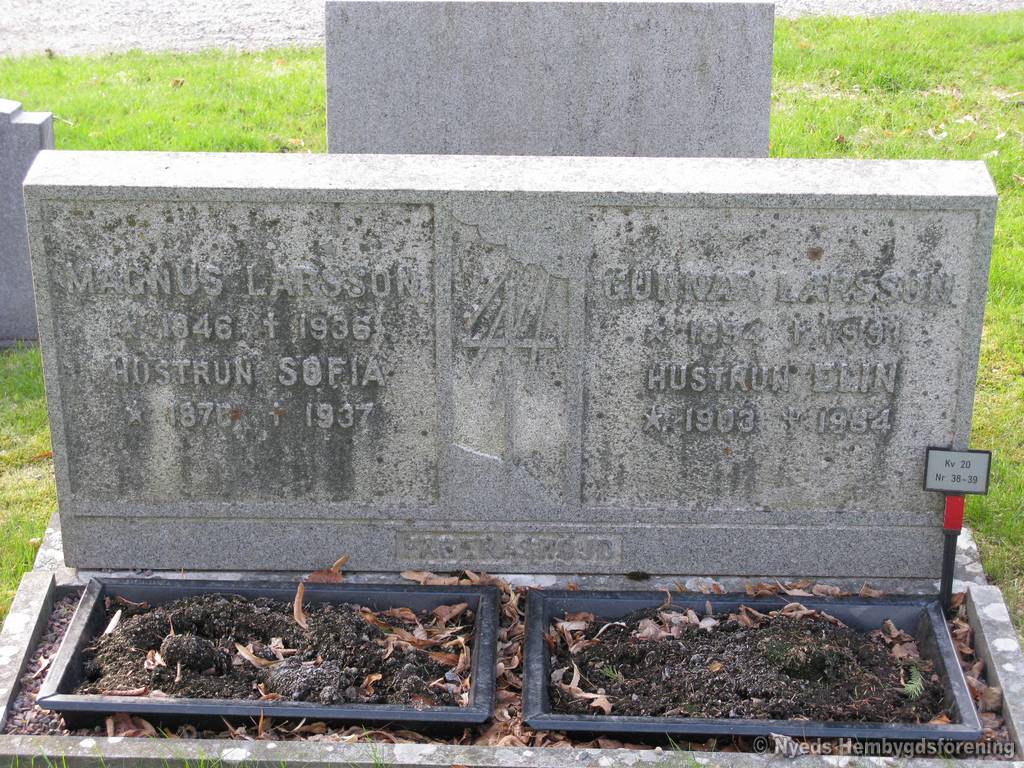 MAGNUS LARSSON
* 1846 † 1936
HUSTRUN SOFIA
† 1937
GUNNAR LARSSON
* 1894 †
HUSTRUN ELIN
* 1903 †
Kv 20
Nr 38-39
© Nyeds Hembygdsförening